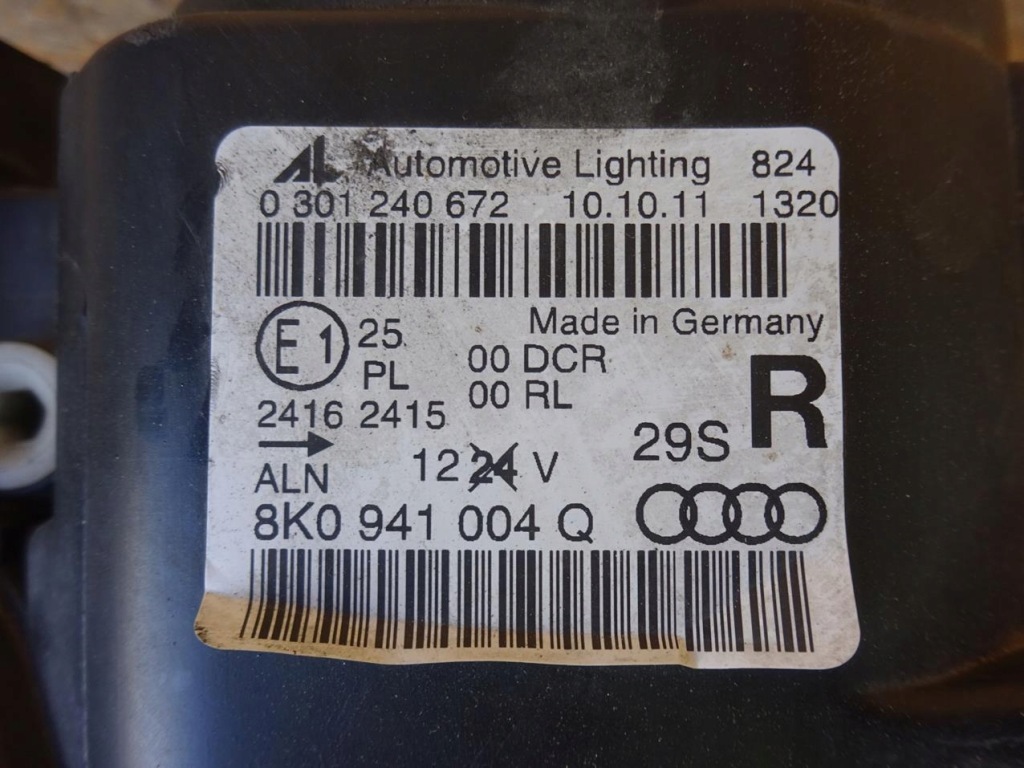 AL Automotive Lighting 824
0 301 240 672 10.10.11 1320
Made in Germany
E1 25
PL
00 DCR
00 RL
R
2416 2415
29S
ALN
12 24 V
8K0 941 004 Q